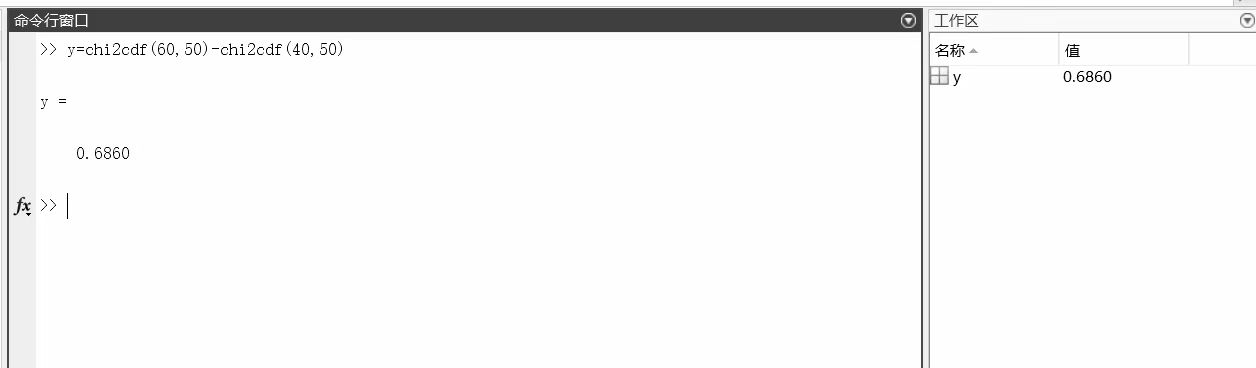 命令行窗口
>> y=chi2cdf(60,50)-chi2cdf(40,50)
y =
0.6860
fx >>
工作区
名称 值
y 0.6860